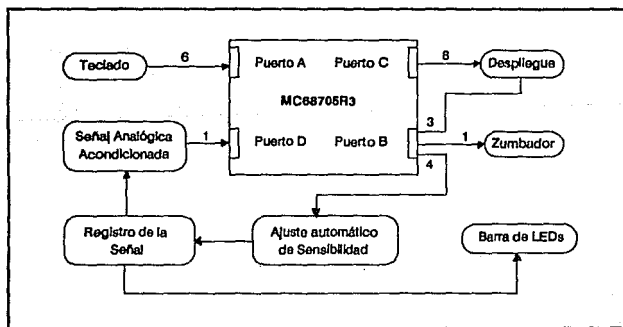 Teclado
6
Puerto A
Puerto C
8
Despliegue
MC68705R3
3
Señal Analógica
Acondicionada
1
Puerto D
Puerto B
1
Zumbador
4
Registro de la
Señal
Ajuste automático
de Sensibilidad
Barra de LEDs